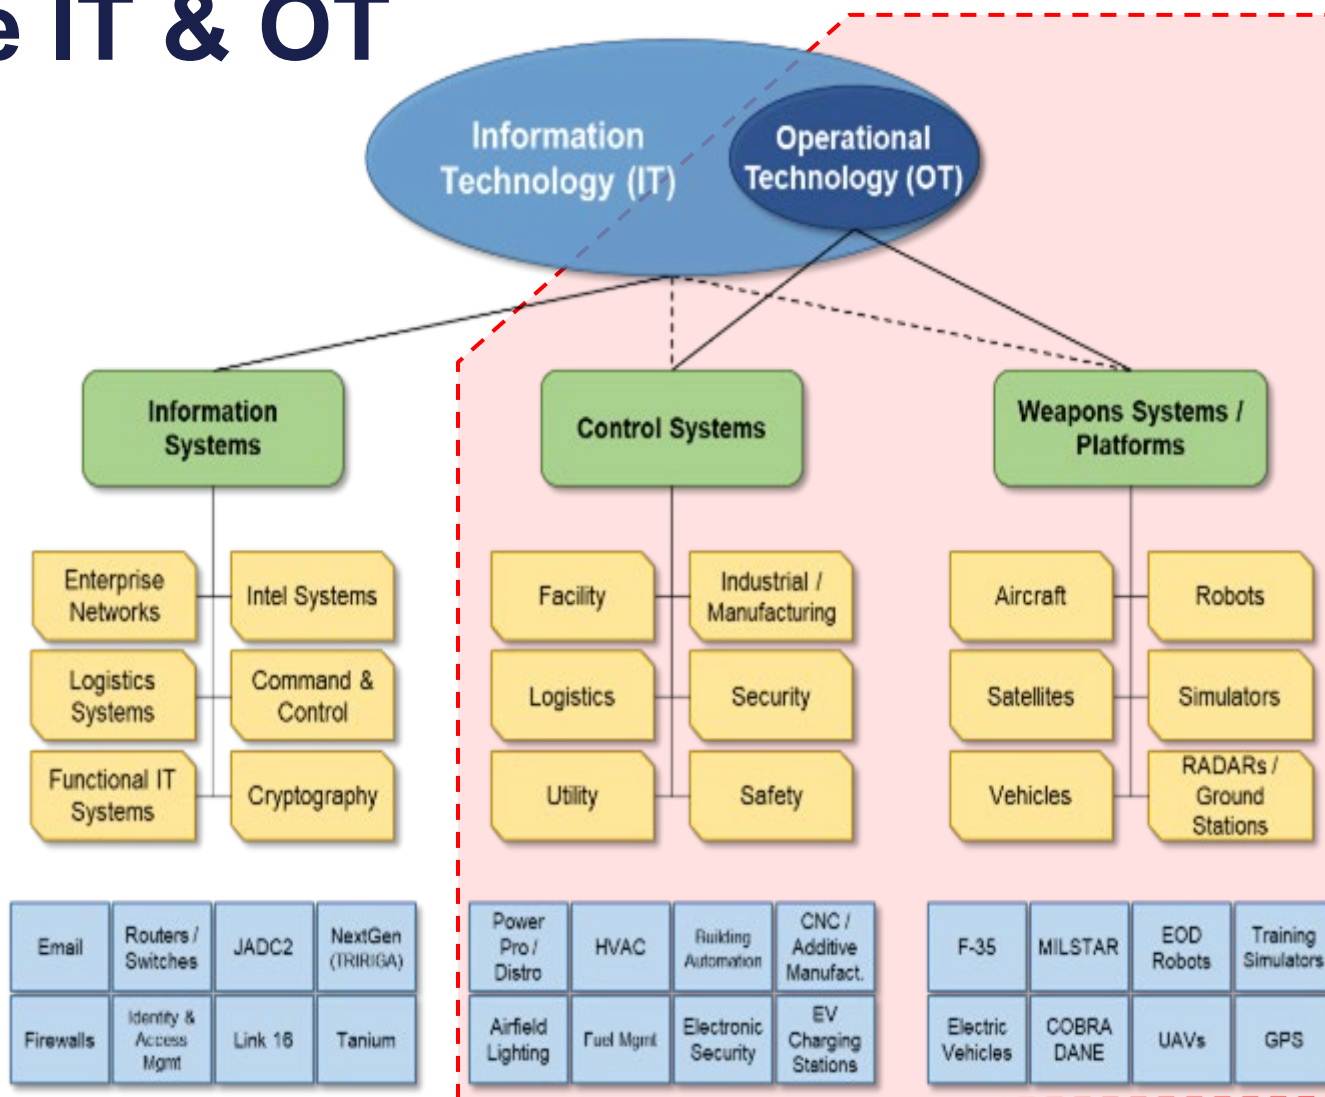 e IT & OT
Information
Technology (IT)
Operational
Technology (OT)
Information
Systems
Control Systems
Weapons Systems /
Platforms
Enterprise
Networks
Intel Systems
Logistics
Systems
Command &
Control
Functional IT
Systems
Cryptography
Facility
Industrial /
Manufacturing
Logistics
Security
Utility
Safety
Aircraft
Robots
Satellites
Simulators
Vehicles
RADARs /
Ground
Stations
Email
Routers /
Switches
JADC2
NextGen
(TRIRIGA)
Firewalls
Identity &
Access
Mgmt
Link 16
Tanium
Power
Pro /
Distro
HVAC
Building
Automation
CNC /
Additive
Manufact.
Airfield
Lighting
Fuel Mgmt
Electronic
Security
EV
Charging
Stations
F-35
MILSTAR
EOD
Robots
Training
Simulators
Electric
Vehicles
COBRA
DANE
UAVs
GPS